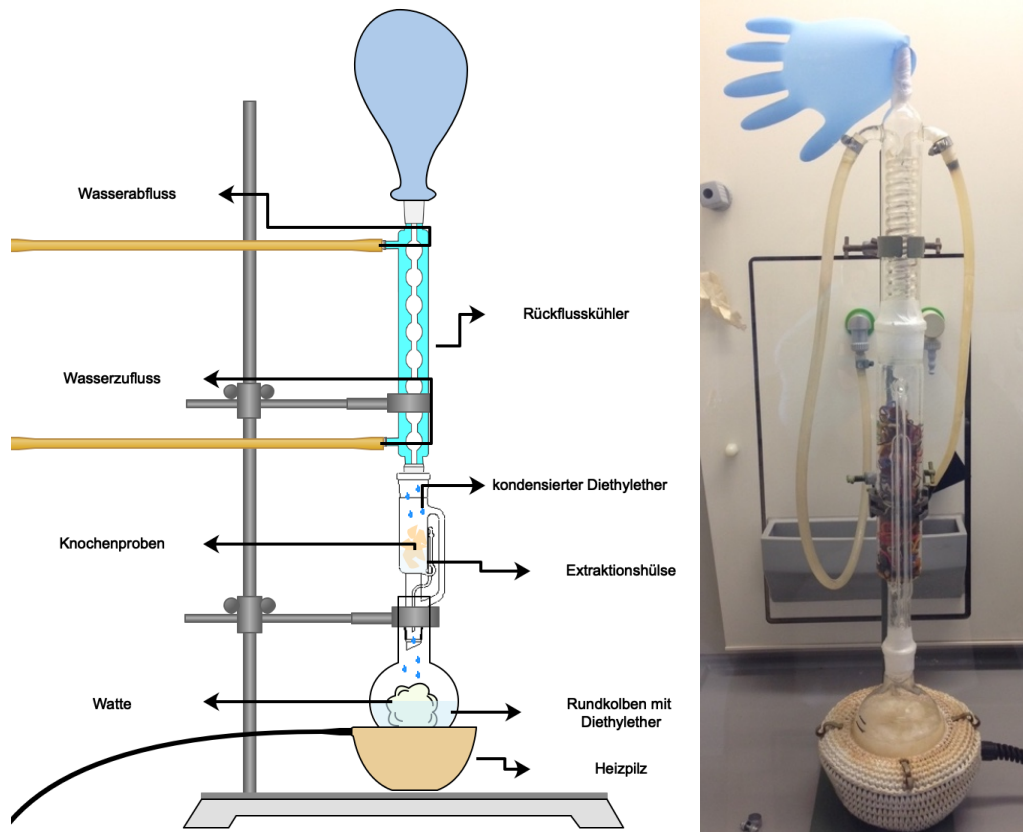 Wasserabfluss
Rückflusskühler
Wasserzufluss
kondensierter Diethylether
Knochenproben
Extraktionshülse
Watte
Rundkolben mit
Diethylether
Heizpilz